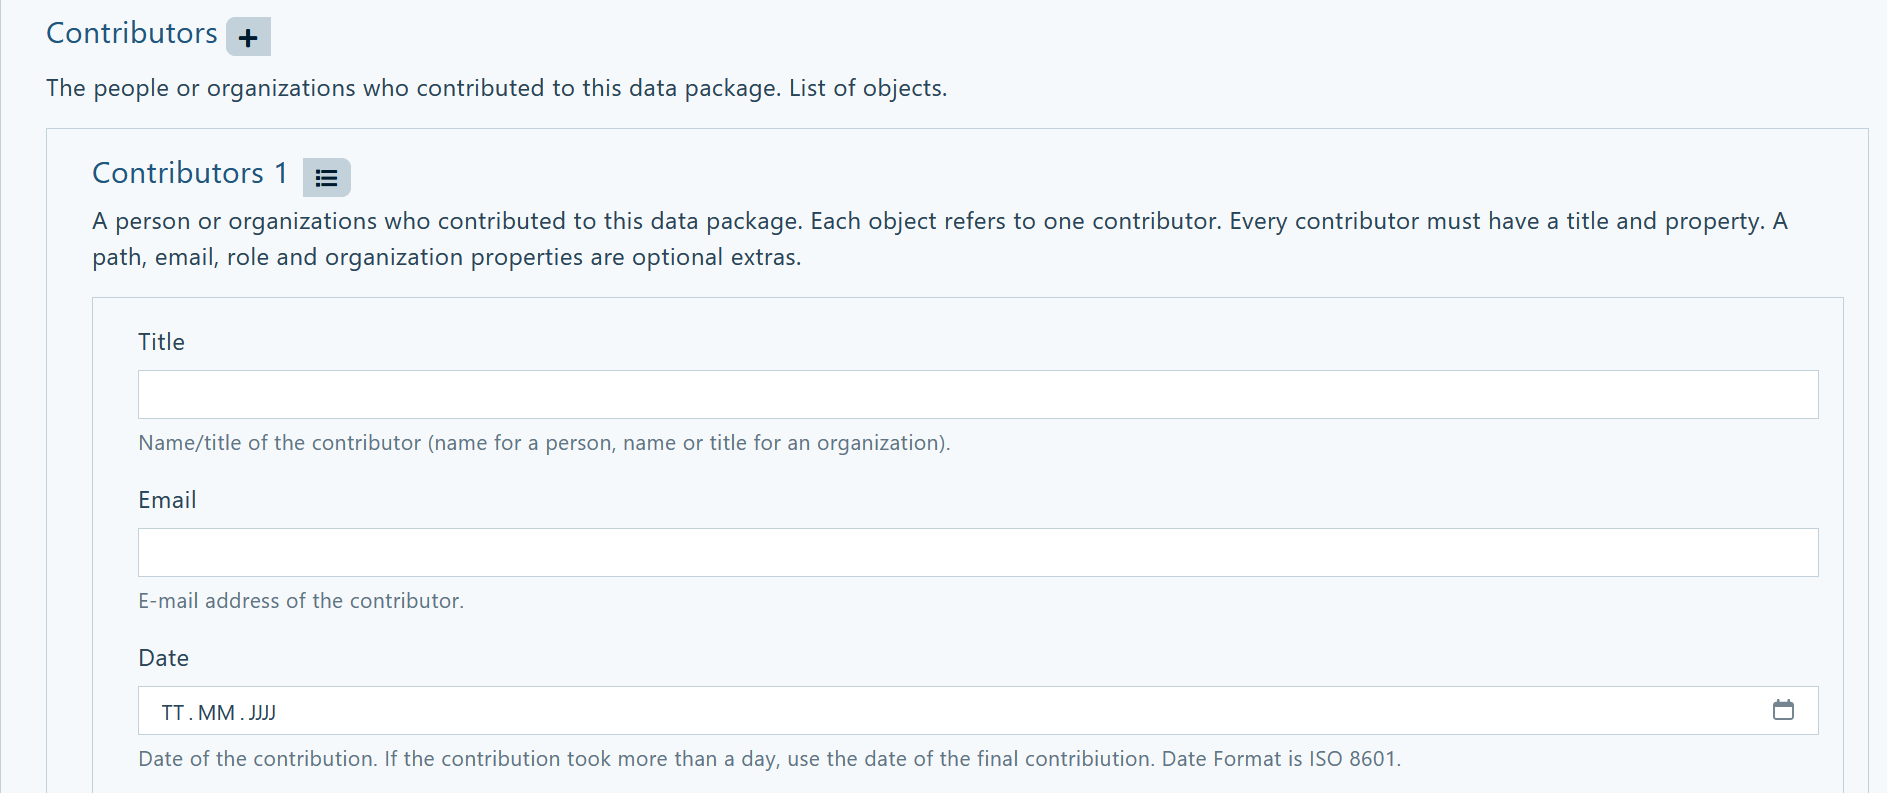 Contributors
The people or organizations who contributed to this data package. List of objects.
Contributors 1
A person or organizations who contributed to this data package. Each object refers to one contributor. Every contributor must have a title and property. A
path, email, role and organization properties are optional extras.
Title
Name/title of the contributor (name for a person, name or title for an organization).
Email
E-mail address of the contributor.
Date
TT.MM.JJJJ
Date of the contribution. If the contribution took more than a day, use the date of the final contribiution. Date Format is ISO 8601.